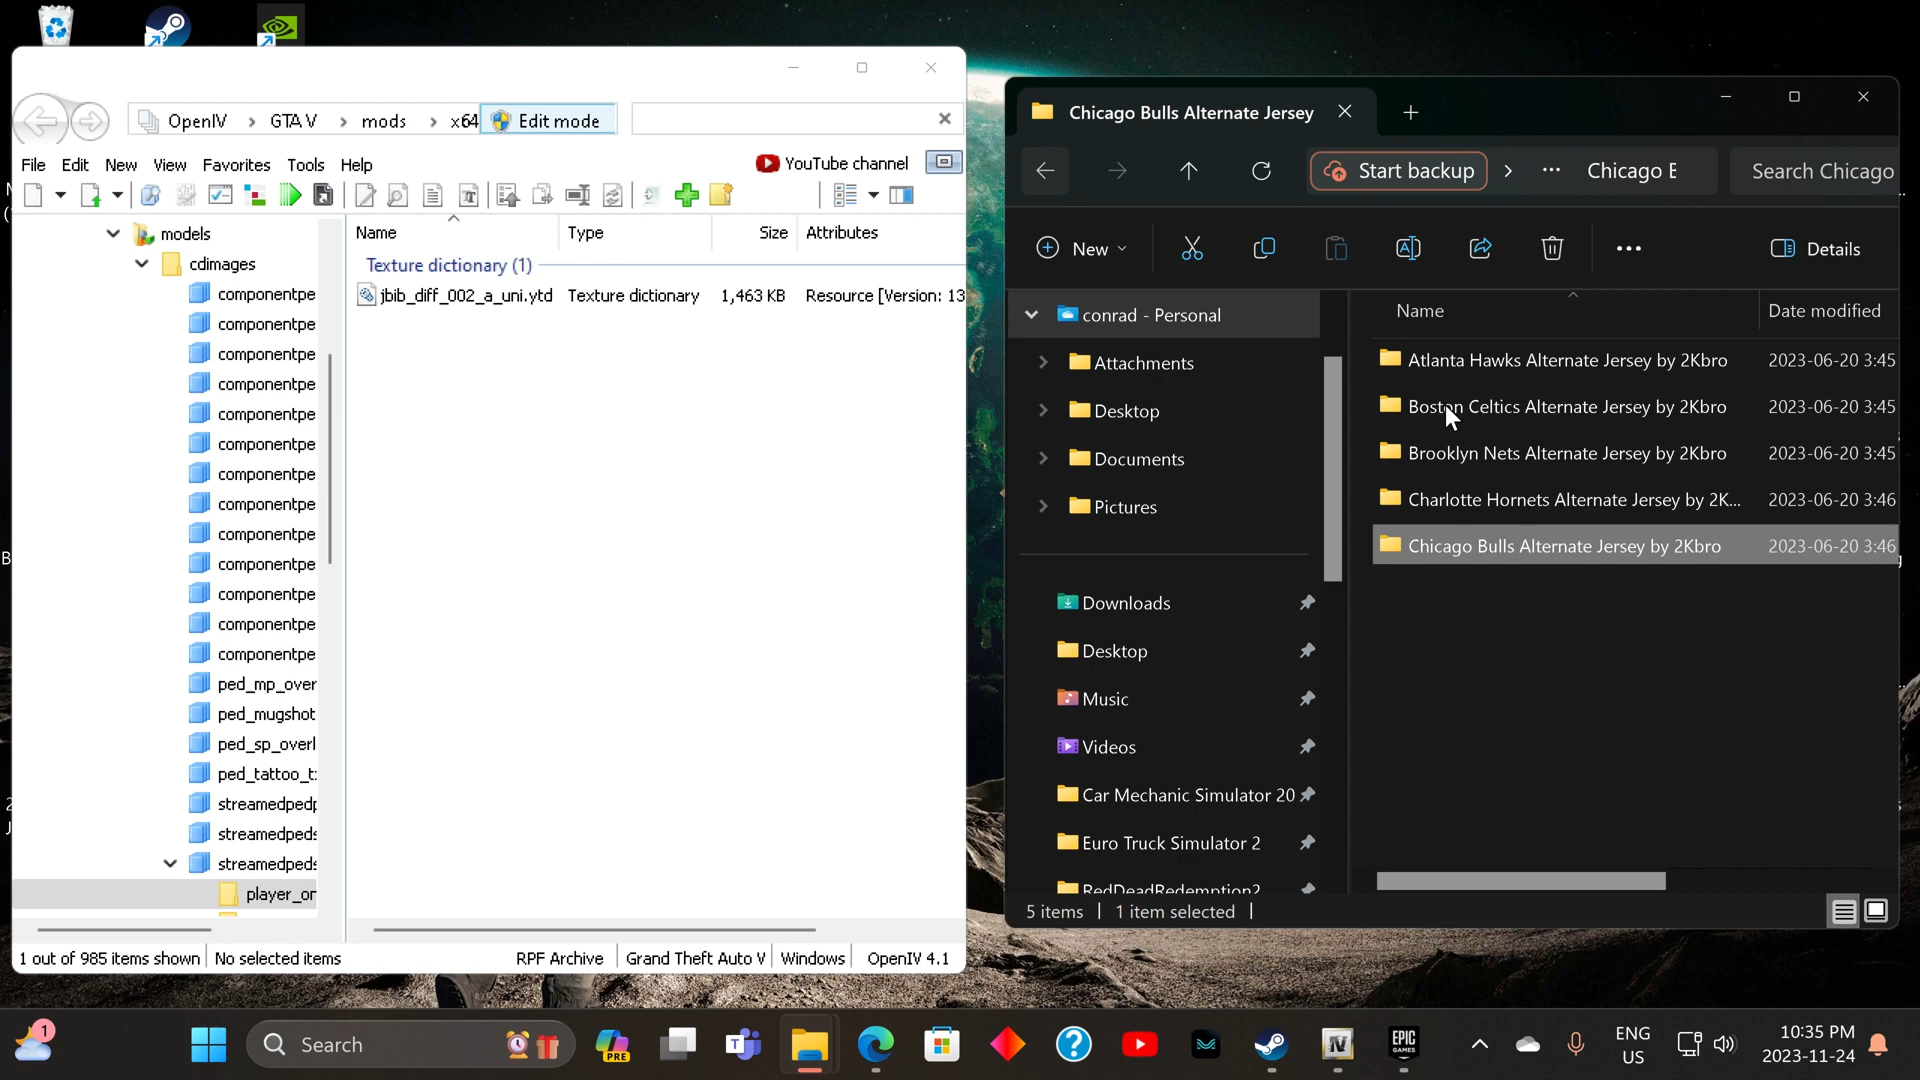 OpenIV > GTA V > mods > x64 Edit mode
File Edit New View Favorites Tools Help YouTube channel
Name Type Size Attributes
Texture dictionary (1)
jbib_diff_002_a_uni.ytd Texture dictionary 1,463 KB Resource [Version: 13
models
cdimages
componentpe
componentpe
componentpe
componentpe
componentpe
componentpe
componentpe
componentpe
componentpe
componentpe
componentpe
componentpe
componentpe
ped_mp_over
ped_mugshot
ped_sp_overl
ped_tattoo_t
streamedpedp
streamedpeds
streamedpeds
player_or
1 out of 985 items shown No selected items RPF Archive Grand Theft Auto V Windows OpenIV 4.1
Chicago Bulls Alternate Jersey
Start backup > ... Chicago E Search Chicago
New ... Details
Name Date modified
conrad - Personal
Attachments
Desktop
Documents
Pictures
Downloads
Desktop
Music
Videos
Car Mechanic Simulator 20
Euro Truck Simulator 2
RedDeadRedemption2
Atlanta Hawks Alternate Jersey by 2Kbro 2023-06-20 3:45
Boston Celtics Alternate Jersey by 2Kbro 2023-06-20 3:45
Brooklyn Nets Alternate Jersey by 2Kbro 2023-06-20 3:45
Charlotte Hornets Alternate Jersey by 2K... 2023-06-20 3:46
Chicago Bulls Alternate Jersey by 2Kbro 2023-06-20 3:46
5 items 1 item selected
1 Search PRE T IV EPIC GAMES ENG US 10:35 PM 2023-11-24